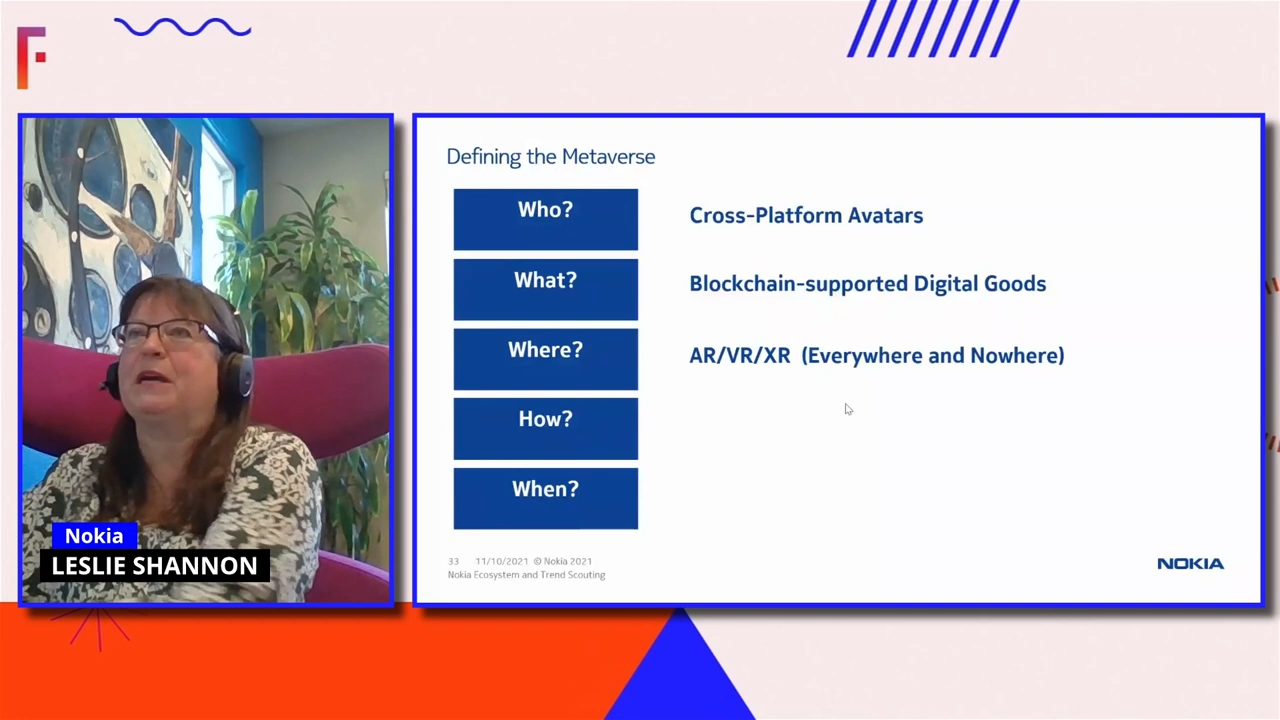 F
Nokia
LESLIE SHANNON
Defining the Metaverse
Who?
Cross-Platform Avatars
What?
Blockchain-supported Digital Goods
Where?
AR/VR/XR (Everywhere and Nowhere)
How?
When?
33 11/10/2021 © Nokia 2021
Nokia Ecosystem and Trend Scouting
NOKIA